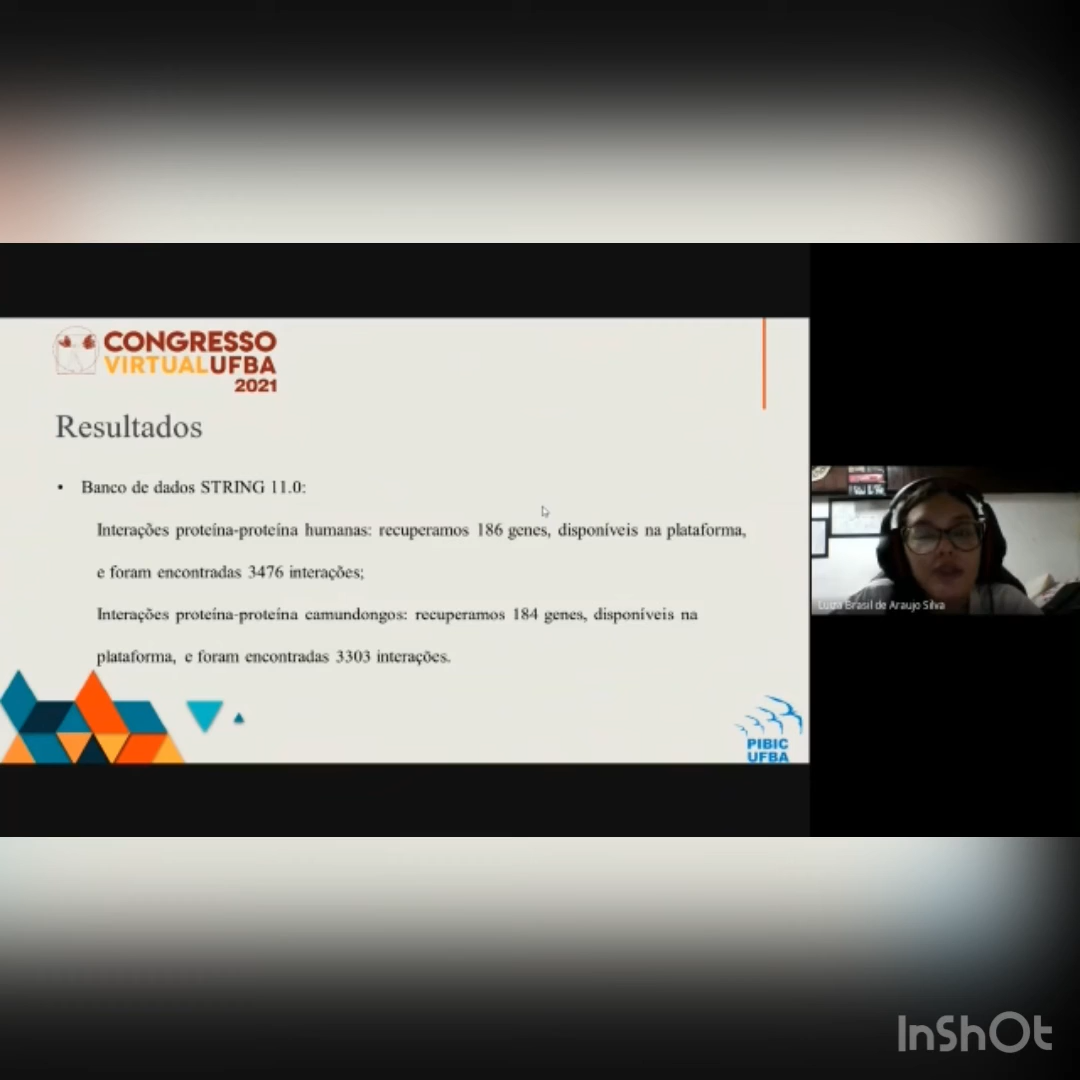 CONGRESSO
VIRTUALUFBA
2021
Resultados
• Banco de dados STRING 11.0:
Interações proteína-proteína humanas: recuperamos 186 genes, disponíveis na plataforma,
e foram encontradas 3476 interações;
Interações proteína-proteína camundongos: recuperamos 184 genes, disponíveis na
plataforma, e foram encontradas 3303 interações.
PIBIC
UFBA
Luiza Brasil de Araujo Silva
InShOt